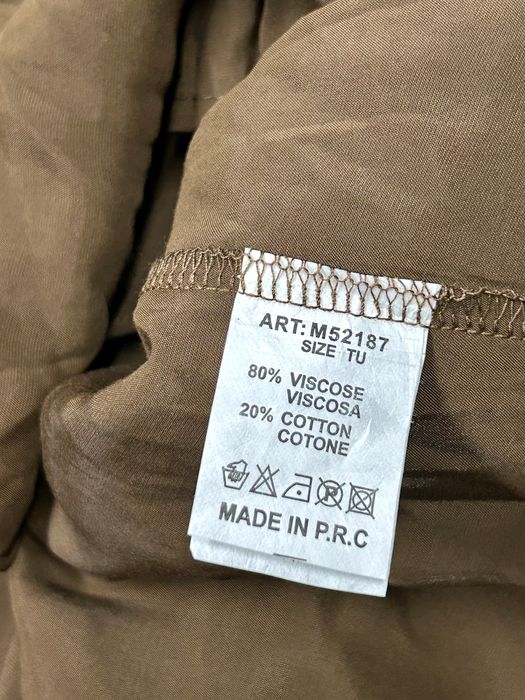 ART: M52187
SIZE TU
80% VISCOSE
VISCOSA
20% COTTON
COTONE
MADE IN P.R.C